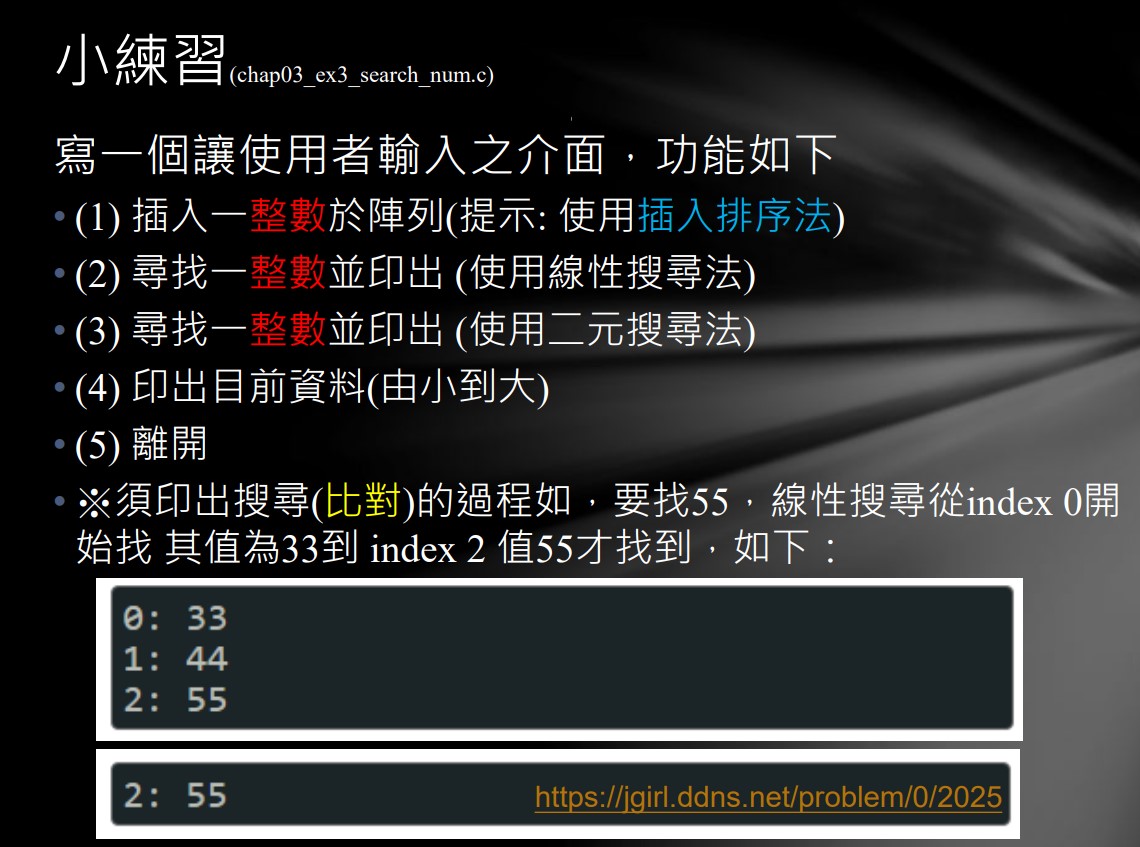 小練習(chap03_ex3_search_num.c)
寫一個讓使用者輸入之介面，功能如下
• (1) 插入一整數於陣列(提示: 使用插入排序法)
• (2) 尋找一整數並印出 (使用線性搜尋法)
• (3) 尋找一整數並印出 (使用二元搜尋法)
• (4) 印出目前資料(由小到大)
• (5) 離開
• ※須印出搜尋(比對)的過程如，要找55，線性搜尋從index 0開
始找 其值為33到 index 2 值55才找到，如下：
0: 33
1: 44
2: 55
2: 55 https://jgirl.ddns.net/problem/0/2025